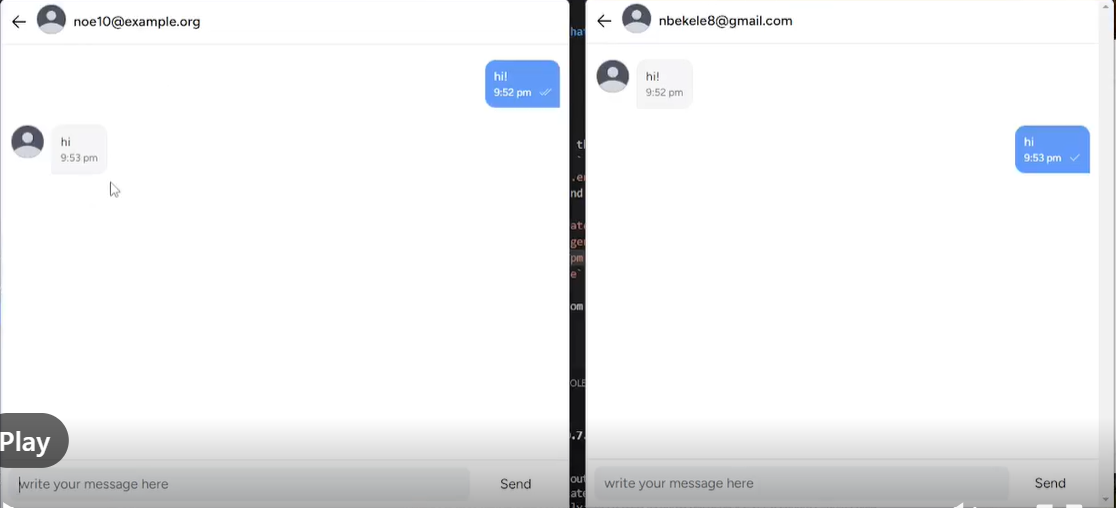 noe10@example.org
hi!
9:52 pm
hi
9:53 pm
Play
write your message here
Send
nbekele8@gmail.com
hi!
9:52 pm
hi
9:53 pm
write your message here
Send